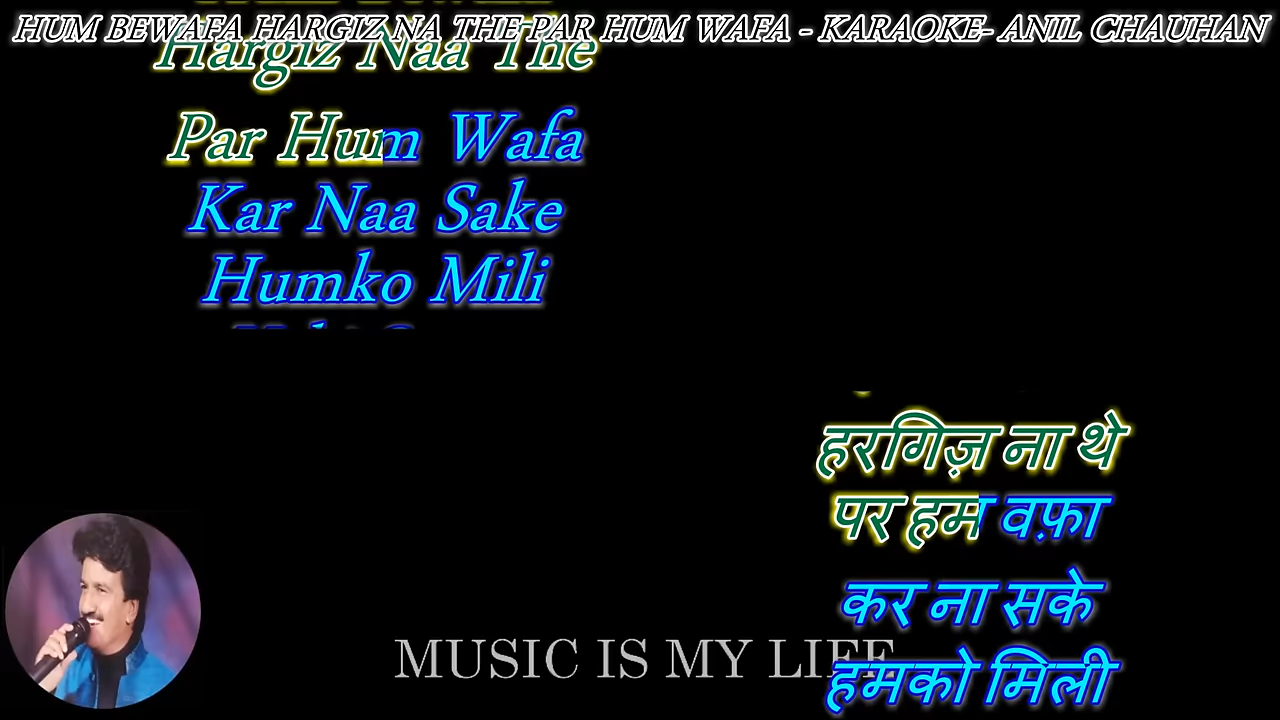 HUM BEWAFA HARGIZ NA THE-PAR HUM WAFA - KARAOKE- ANIL CHAUHAN
Hargiz Naa The
Par Hum Wafa
Kar Naa Sake
Humko Mili
हरगिज़ ना थे
पर हम वफ़ा
कर ना सके
हमको मिली
MUSIC IS MY LIFE